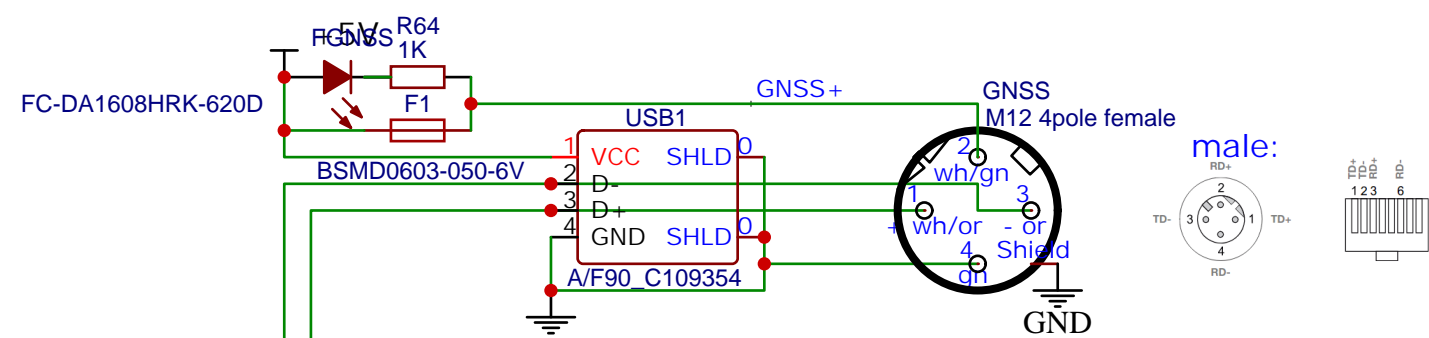 +5V
FGNSS
R64
1K
FC-DA1608HRK-620D
F1
BSMD0603-050-6V
GNSS+
USB1
1 VCC SHLD 0
2 D-
3 D+
4 GND SHLD 0
A/F90_C109354
GNSS
M12 4pole female
2
wh/gn
1 3
+ wh/or - or
4 Shield
gn
GND
male:
RD+
2
TD- 3 1 TD+
4
RD-
TD+ TD- RD+ RD-
1 2 3 6